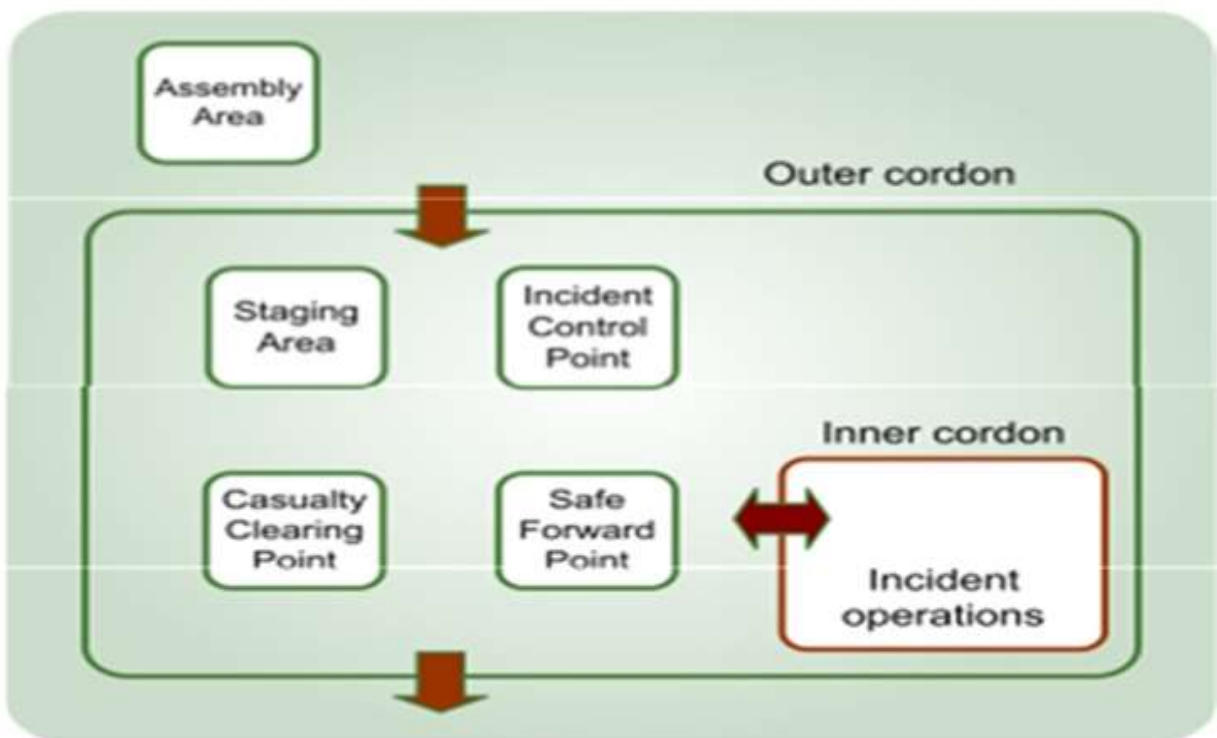 Assembly
Area
Outer cordon
Staging
Area
Incident
Control
Point
Inner cordon
Casualty
Clearing
Point
Safe
Forward
Point
Incident
operations